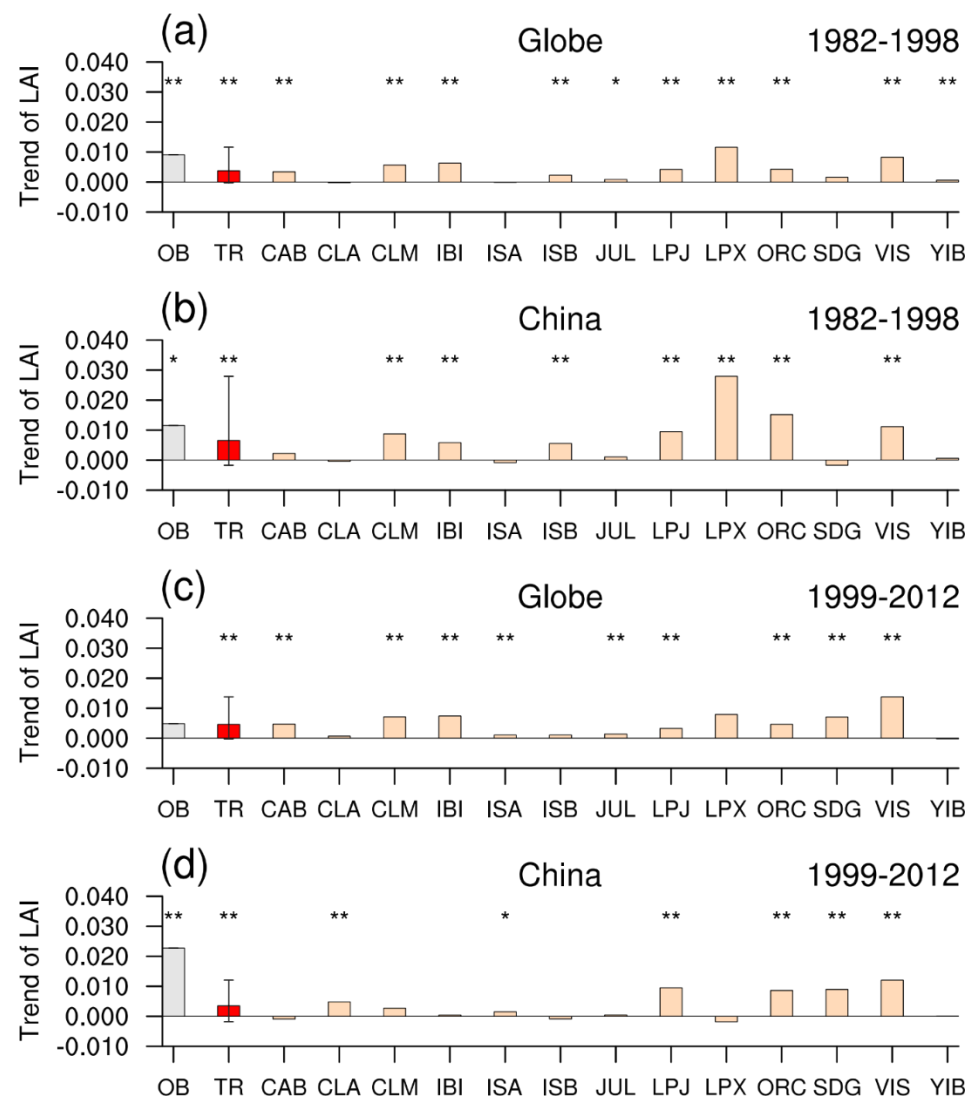 (a) Globe 1982-1998
Trend of LAI
0.040
** ** ** ** ** ** * ** ** ** ** **
0.030
0.020
0.010
0.000
-0.010
OB TR CAB CLA CLM IBI ISA ISB JUL LPJ LPX ORC SDG VIS YIB
(b) China 1982-1998
Trend of LAI
0.040
* ** ** ** ** ** ** ** **
0.030
0.020
0.010
0.000
-0.010
OB TR CAB CLA CLM IBI ISA ISB JUL LPJ LPX ORC SDG VIS YIB
(c) Globe 1999-2012
Trend of LAI
0.040
** ** ** ** ** ** ** ** ** **
0.030
0.020
0.010
0.000
-0.010
OB TR CAB CLA CLM IBI ISA ISB JUL LPJ LPX ORC SDG VIS YIB
(d) China 1999-2012
Trend of LAI
0.040
** ** ** * ** ** ** **
0.030
0.020
0.010
0.000
-0.010
OB TR CAB CLA CLM IBI ISA ISB JUL LPJ LPX ORC SDG VIS YIB